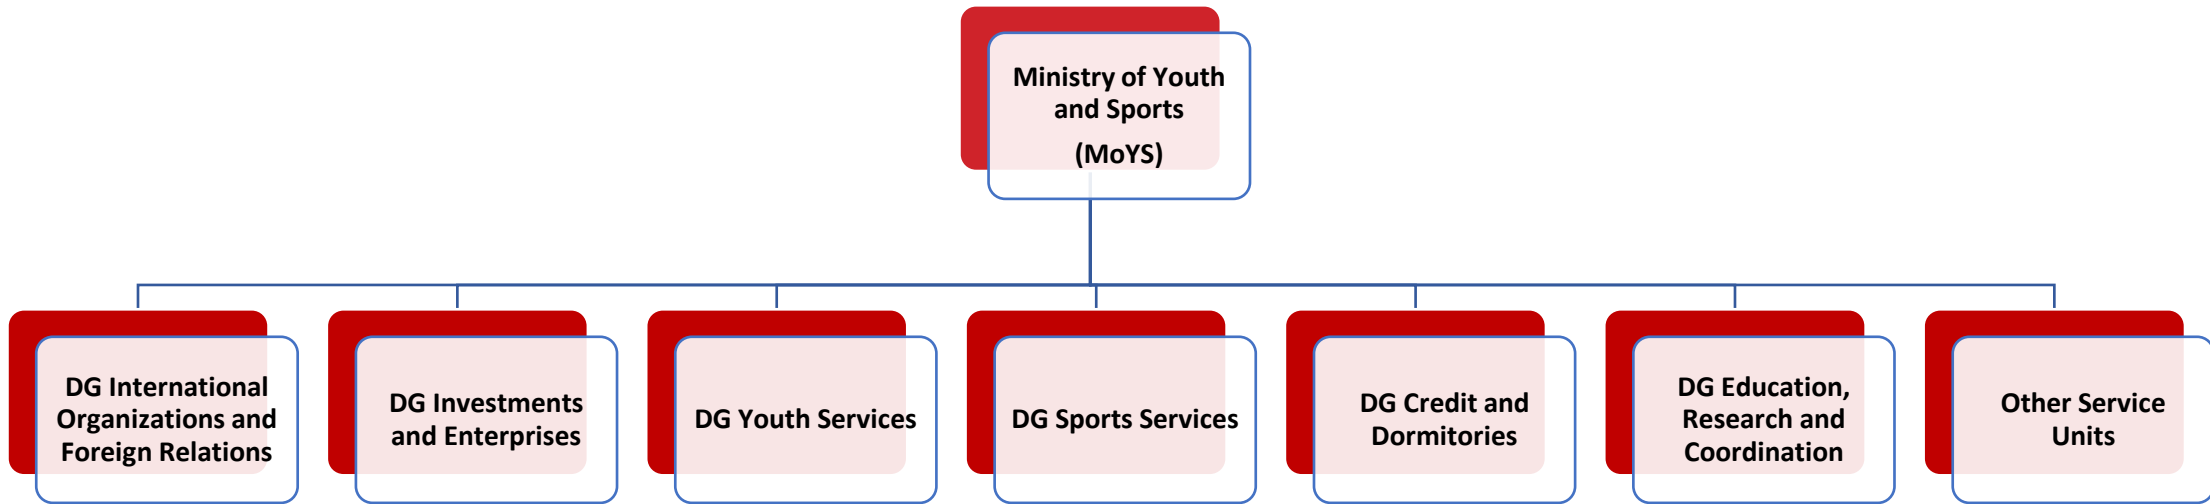 Ministry of Youth
and Sports
(MoYS)
DG International
Organizations and
Foreign Relations
DG Investments
and Enterprises
DG Youth Services
DG Sports Services
DG Credit and
Dormitories
DG Education,
Research and
Coordination
Other Service
Units